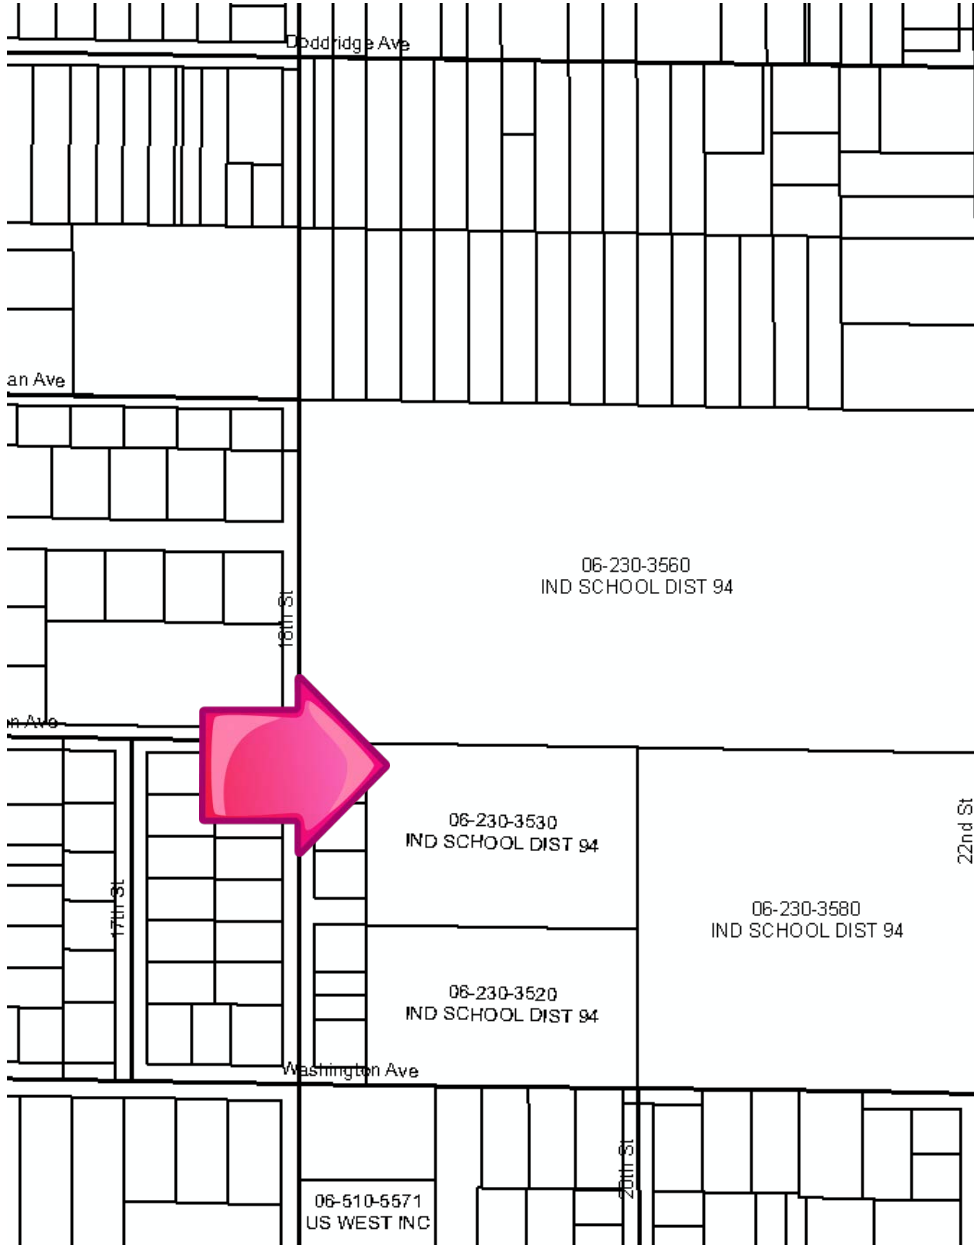 Doddridge Ave
an Ave
06-230-3560
IND SCHOOL DIST 94
18th St
n Ave
06-230-3530
IND SCHOOL DIST 94
22nd St
17th St
06-230-3580
IND SCHOOL DIST 94
06-230-3520
IND SCHOOL DIST 94
Washington Ave
20th St
06-510-5571
US WEST INC